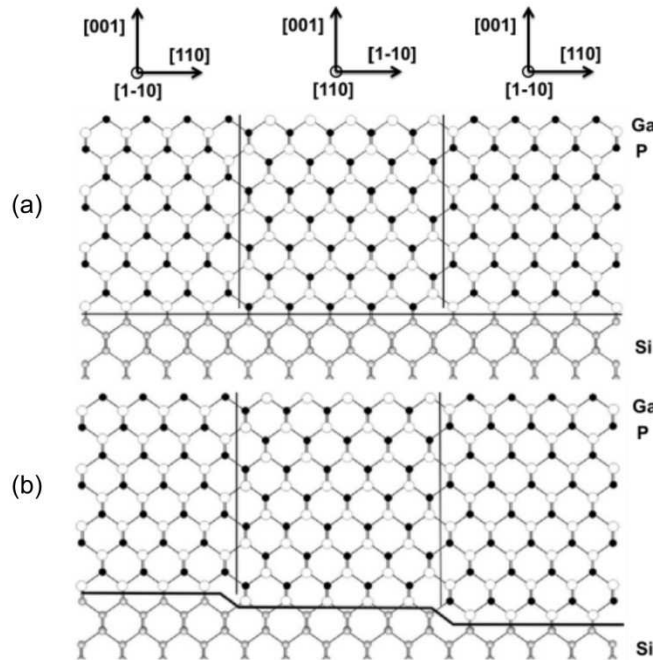 [001] [001] [001]
[110] [1-10] [110]
[1-10] [110] [1-10]
Ga
P
(a)
Si
Ga
P
(b)
Si